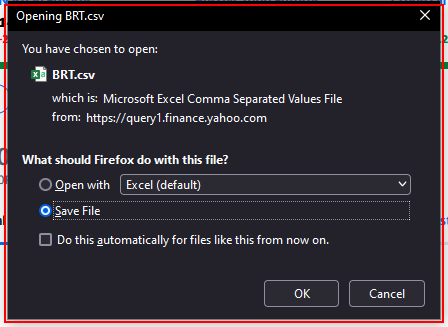 Opening BRT.csv
You have chosen to open:
BRT.csv
which is: Microsoft Excel Comma Separated Values File
from: https://query1.finance.yahoo.com
What should Firefox do with this file?
Open with Excel (default)
Save File
Do this automatically for files like this from now on.
OK Cancel